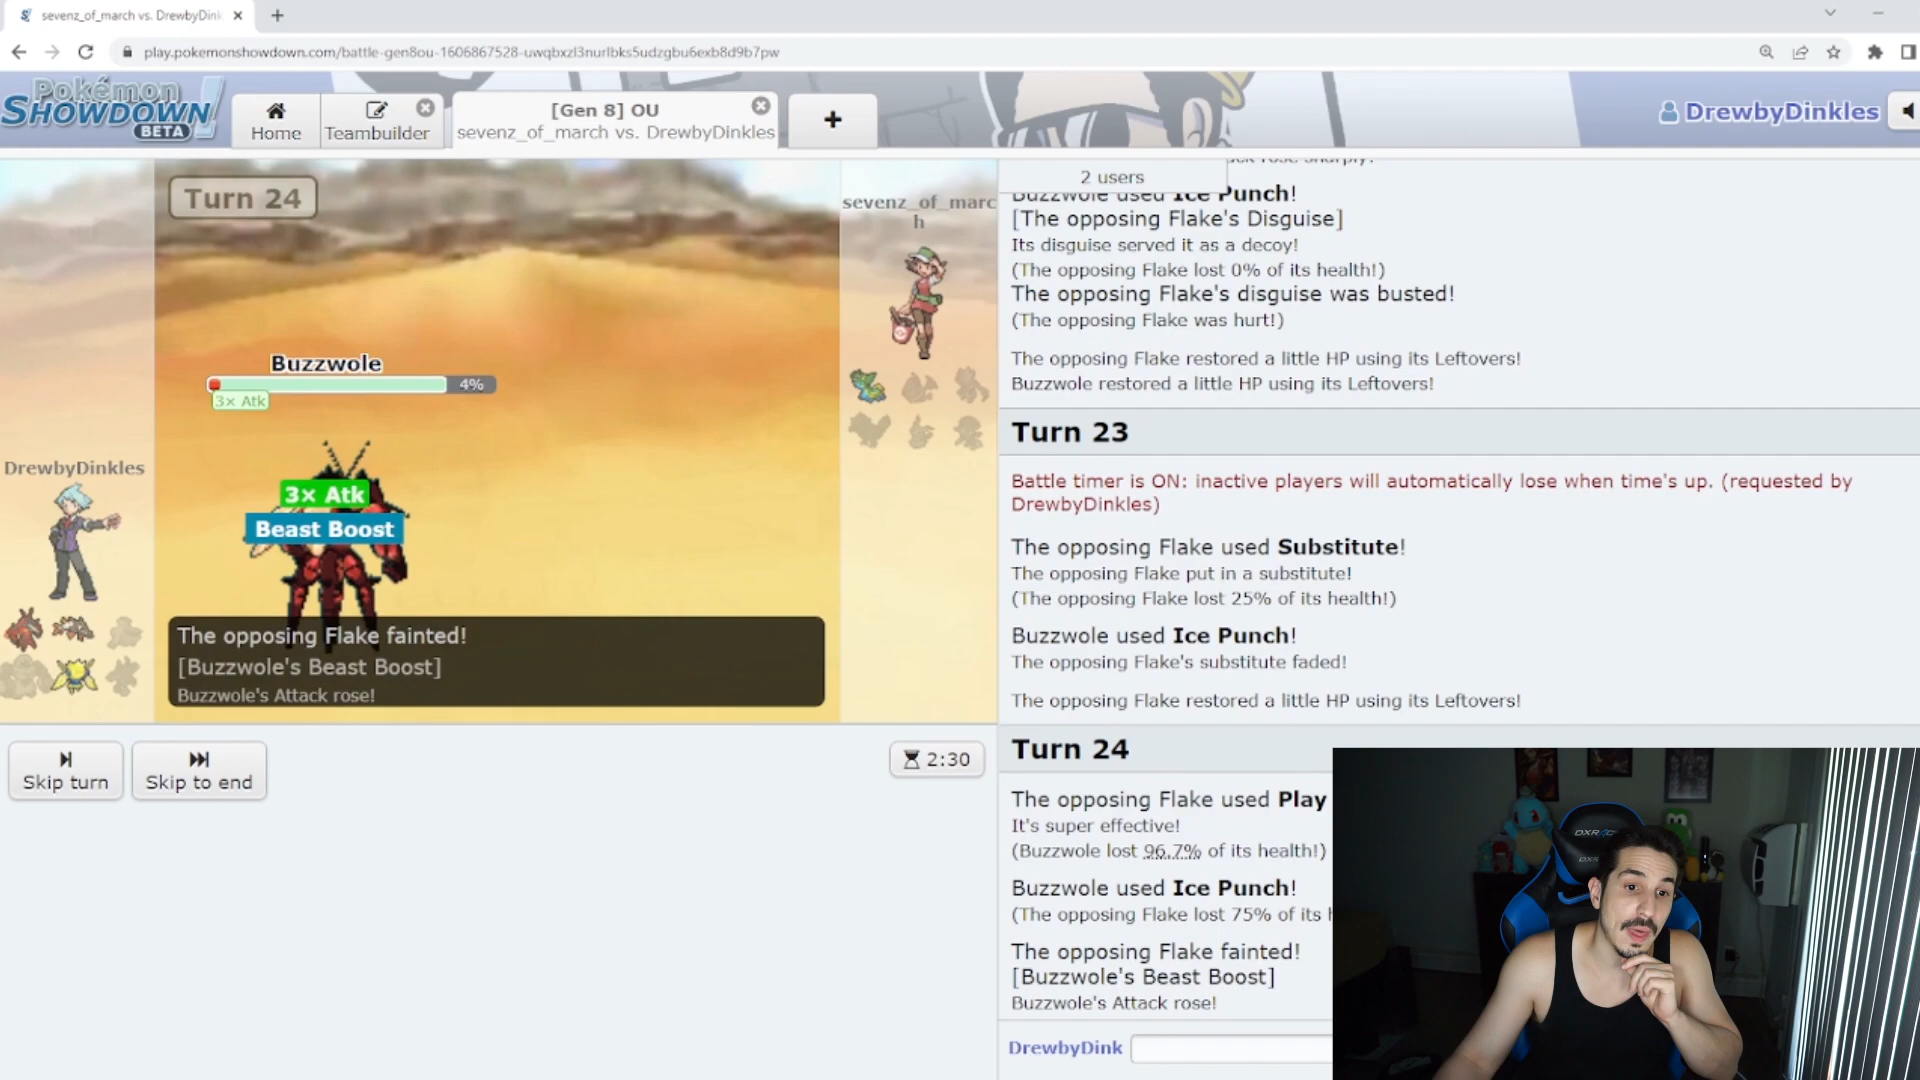 sevenz_of_march vs. DrewbyDink
play.pokemonshowdown.com/battle-gen8ou-1606867528-uwqbxzl3nurlbks5udzgbu6exb8d9b7pw
Pokémon
SHOWDOWN!
BETA
Home
Teambuilder
[Gen 8] OU
sevenz_of_march vs. DrewbyDinkles
DrewbyDinkles
Turn 24
sevenz_of_marc
h
Buzzwole
4%
3× Atk
DrewbyDinkles
3× Atk
Beast Boost
The opposing Flake fainted!
[Buzzwole's Beast Boost]
Buzzwole's Attack rose!
Skip turn
Skip to end
2:30
2 users
Buzzwole used Ice Punch!
[The opposing Flake's Disguise]
Its disguise served it as a decoy!
(The opposing Flake lost 0% of its health!)
The opposing Flake's disguise was busted!
(The opposing Flake was hurt!)
The opposing Flake restored a little HP using its Leftovers!
Buzzwole restored a little HP using its Leftovers!
Turn 23
Battle timer is ON: inactive players will automatically lose when time's up. (requested by
DrewbyDinkles)
The opposing Flake used Substitute!
The opposing Flake put in a substitute!
(The opposing Flake lost 25% of its health!)
Buzzwole used Ice Punch!
The opposing Flake's substitute faded!
The opposing Flake restored a little HP using its Leftovers!
Turn 24
The opposing Flake used Play
It's super effective!
(Buzzwole lost 96.7% of its health!)
Buzzwole used Ice Punch!
(The opposing Flake lost 75% of its
The opposing Flake fainted!
[Buzzwole's Beast Boost]
Buzzwole's Attack rose!
DrewbyDink